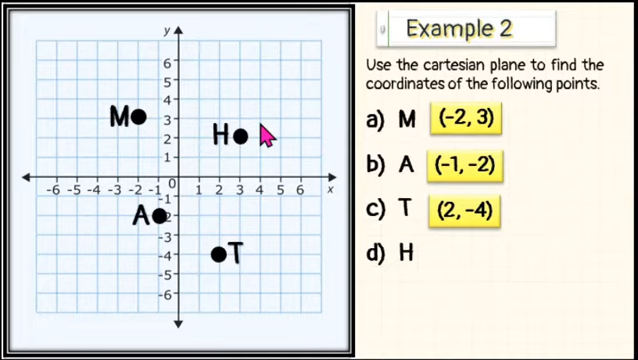 Example 2
Use the cartesian plane to find the
coordinates of the following points.
a) M (-2, 3)
b) A (-1, -2)
c) T (2, -4)
d) H
y
6
5
4
3
2
1
0
-6 -5 -4 -3 -2 -1 1 2 3 4 5 6 x
-1
-2
-3
-4
-5
-6
M
H
A
T